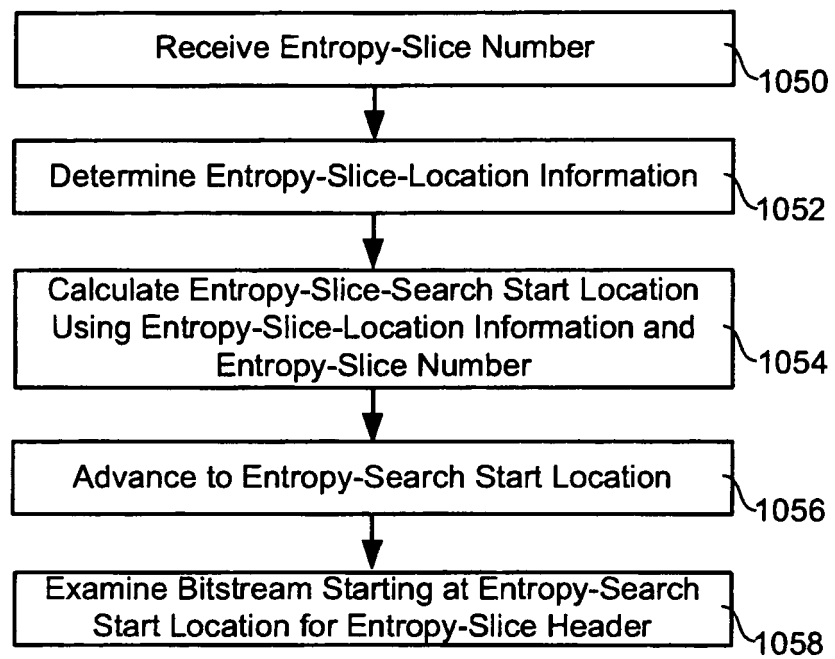 Receive Entropy-Slice Number
1050
Determine Entropy-Slice-Location Information
1052
Calculate Entropy-Slice-Search Start Location
Using Entropy-Slice-Location Information and
Entropy-Slice Number
1054
Advance to Entropy-Search Start Location
1056
Examine Bitstream Starting at Entropy-Search
Start Location for Entropy-Slice Header
1058